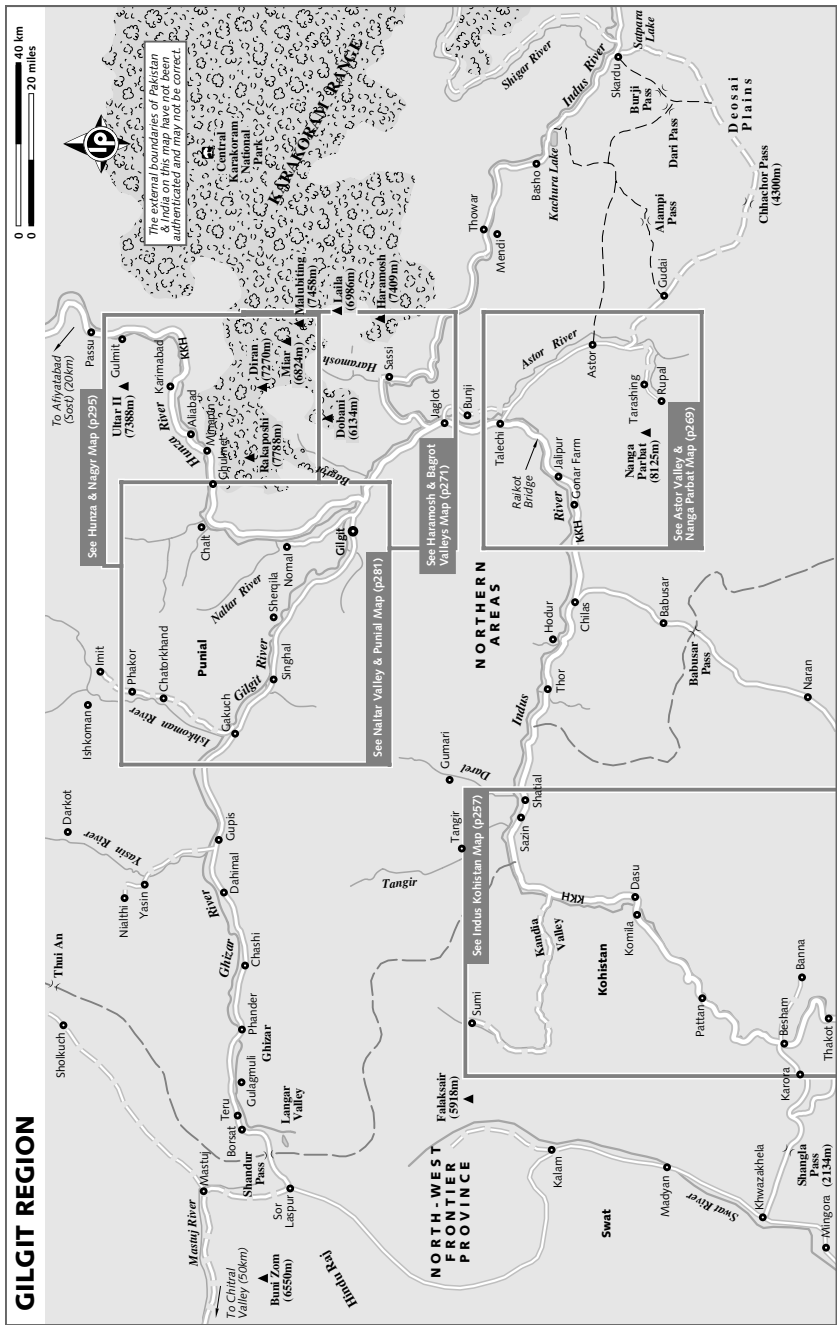 GILGIT REGION
0 40 km
0 20 miles
The external boundaries of Pakistan
& India on this map have not been
authenticated and may not be correct.
lp
To Afiyatabad
(Sost) (20km)
Passu
See Hunza & Nagyr Map (p295)
Gulmit
Ultar II
(7388m)
Karimabad
KKH
Hunza
River
Aliabad
Minapin
Ghulmet
Rakaposhi
(7788m)
Diran
(7270m)
Miar
(6824m)
Malubiting
(7458m)
Central
Karakoram
National
Park
KARAKORAM RANGE
Laila
(6986m)
Haramosh
(7409m)
Haramosh
Dobani
(6134m)
Sassi
Bagrot
Jaglot
See Haramosh & Bagrot
Valleys Map (p271)
Shigar River
Indus River
Skardu
Satpara
Lake
Burji
Pass
Dari Pass
Deosai
Plains
Thowar
Mendi
Basho
Kachura Lake
Alampi
Pass
Chhachor Pass
(4300m)
Gudai
Imit
Ishkoman
Phakor
Chatorkhand
Ishkoman River
Chalt
Naltar River
Nomal
Punial
Sherqila
Gilgit
Gilgit River
Singhal
Gakuch
See Naltar Valley & Punial Map (p281)
Bunji
Talechi
Raikot
Bridge
Astor River
Astor
Tarashing
Rupal
Nanga
Parbat
(8125m)
Jalipur
River
Gonar Farm
KKH
See Astor Valley &
Nanga Parbat Map (p269)
NORTHERN
AREAS
Hodur
Thor
Chilas
Babusar
Babusar
Pass
Naran
Indus
Darkot
Yasin River
Nialthi
Yasin
Gupis
Dahimal
River
Ghizar
Chashi
Phander
Ghizar
Gulagmuli
Teru
Borsat
Langar
Valley
Thui An
Sholkuch
Mastuj
Mastuj River
Shandur
Pass
Sor
Laspur
To Chitral
Valley (50km)
Buni Zom
(6550m)
Hindu Raj
Gumari
Darel
Tangir
Tangir
Shatial
Sazin
See Indus Kohistan Map (p257)
Sumi
Kandia
Valley
KKH
Dasu
Komila
Kohistan
Pattan
Banna
Besham
Thakot
Karora
Falaksair
(5918m)
NORTH-WEST
FRONTIER
PROVINCE
Kalam
Swat
Madyan
Swat River
Khwazakhela
Shangla
Pass
(2134m)
Mingora